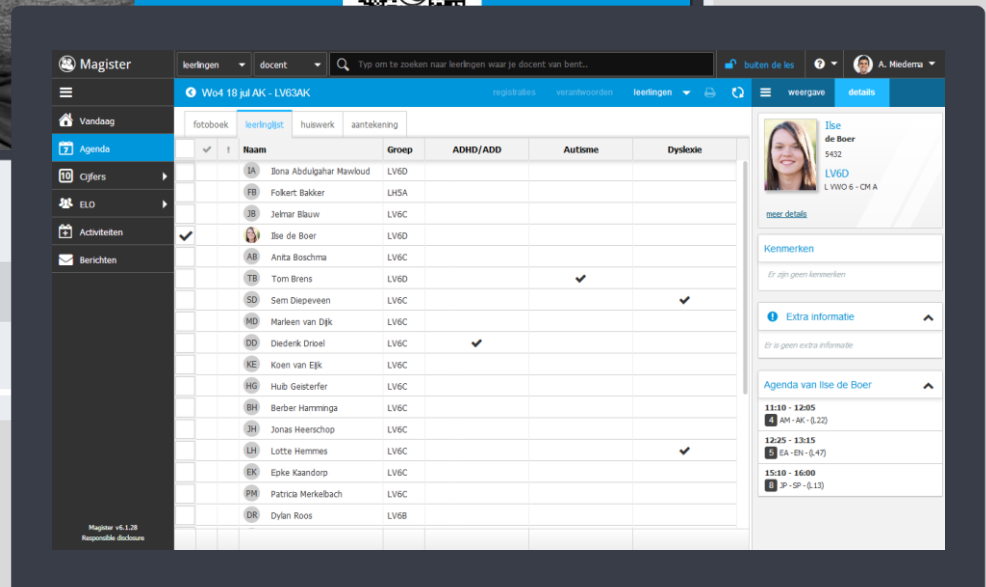 Magister
leerlingen
docent
Typ om te zoeken naar leerlingen waar je docent van bent..
buiten de les
?
A. Miedema
Wo4 18 jul AK - LV63AK
registraties
verantwoorden
leerlingen
weergave
details
Vandaag
7 Agenda
10 Cijfers
ELO
Activiteiten
Berichten
Magister v6.1.28
Responsible disclosure
fotoboek
leerlinglijst
huiswerk
aantekening
! Naam Groep ADHD/ADD Autisme Dyslexie
IA Ilona Abdulgahar Mawloud LV6D
FB Folkert Bakker LH5A
JB Jelmar Blauw LV6C
Ilse de Boer LV6D
AB Anita Boschma LV6C
TB Tom Brens LV6D
SD Sem Diepeveen LV6C
MD Marleen van Dijk LV6C
DD Diederik Drioel LV6C
KE Koen van Eijk LV6C
HG Huib Geisterfer LV6C
BH Berber Hamminga LV6C
JH Jonas Heerschop LV6C
LH Lotte Hemmes LV6C
EK Epke Kaandorp LV6C
PM Patricia Merkelbach LV6C
DR Dylan Roos LV6B
Ilse
de Boer
5432
LV6D
L VWO 6 - CM A
meer details
Kenmerken
Er zijn geen kenmerken
Extra informatie
Er is geen extra informatie
Agenda van Ilse de Boer
11:10 - 12:05
4 AM - AK - (L22)
12:25 - 13:15
5 EA - EN - (L47)
15:10 - 16:00
8 JP - SP - (L13)